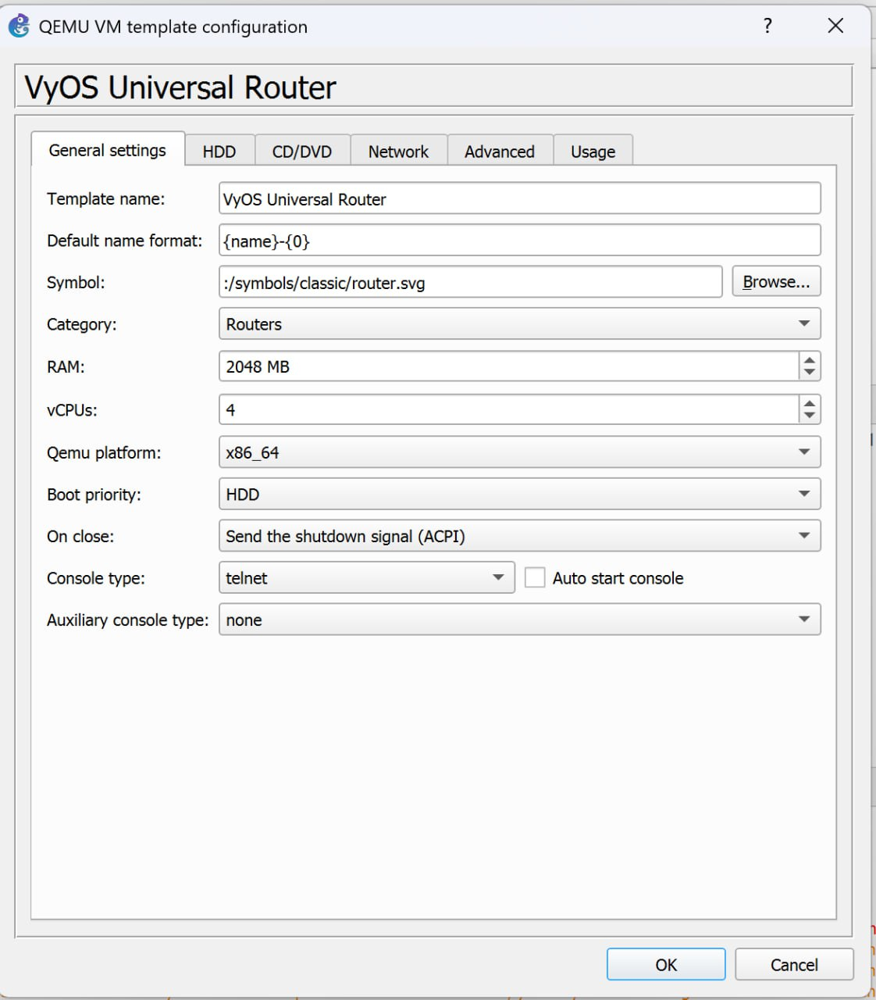 QEMU VM template configuration
?
VyOS Universal Router
General settings HDD CD/DVD Network Advanced Usage
Template name: VyOS Universal Router
Default name format: {name}-{0}
Symbol: :/symbols/classic/router.svg Browse...
Category: Routers
RAM: 2048 MB
vCPUs: 4
Qemu platform: x86_64
Boot priority: HDD
On close: Send the shutdown signal (ACPI)
Console type: telnet Auto start console
Auxiliary console type: none
OK Cancel